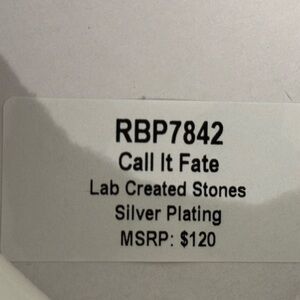 RBP7842
Call It Fate
Lab Created Stones
Silver Plating
MSRP: $120